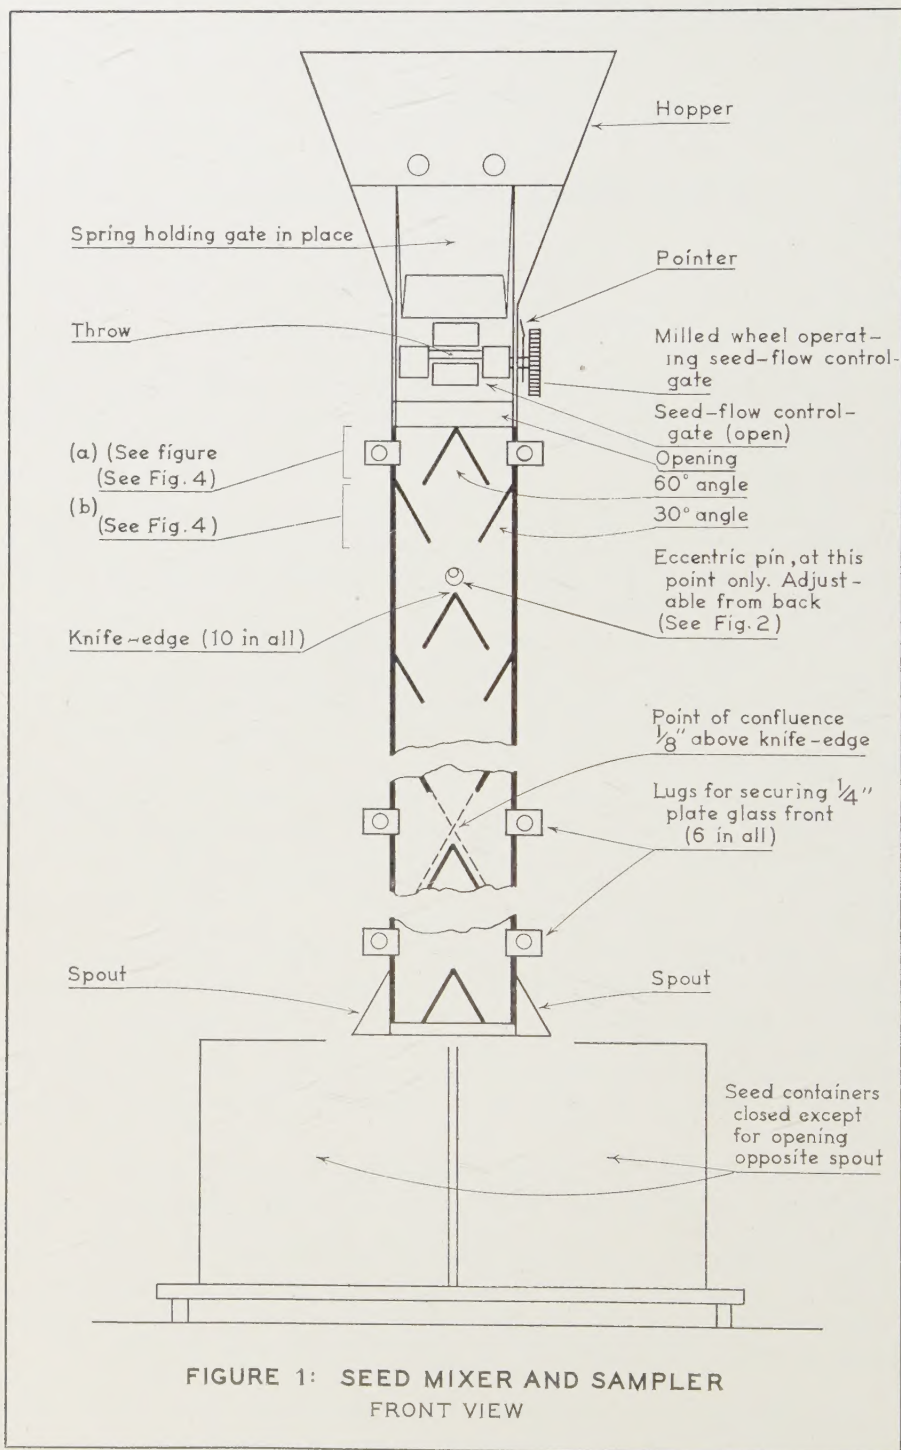 Hopper
Spring holding gate in place
Pointer
Throw
Milled wheel operat-
ing seed-flow control-
gate
Seed-flow control-
gate (open)
Opening
(a) (See figure
(See Fig. 4)
60° angle
(b)
(See Fig. 4)
30° angle
Eccentric pin, at this
point only. Adjust-
able from back
(See Fig. 2)
Knife-edge (10 in all)
Point of confluence
1/8" above knife-edge
Lugs for securing 1/4"
plate glass front
(6 in all)
Spout
Spout
Seed containers
closed except
for opening
opposite spout
FIGURE 1: SEED MIXER AND SAMPLER
FRONT VIEW